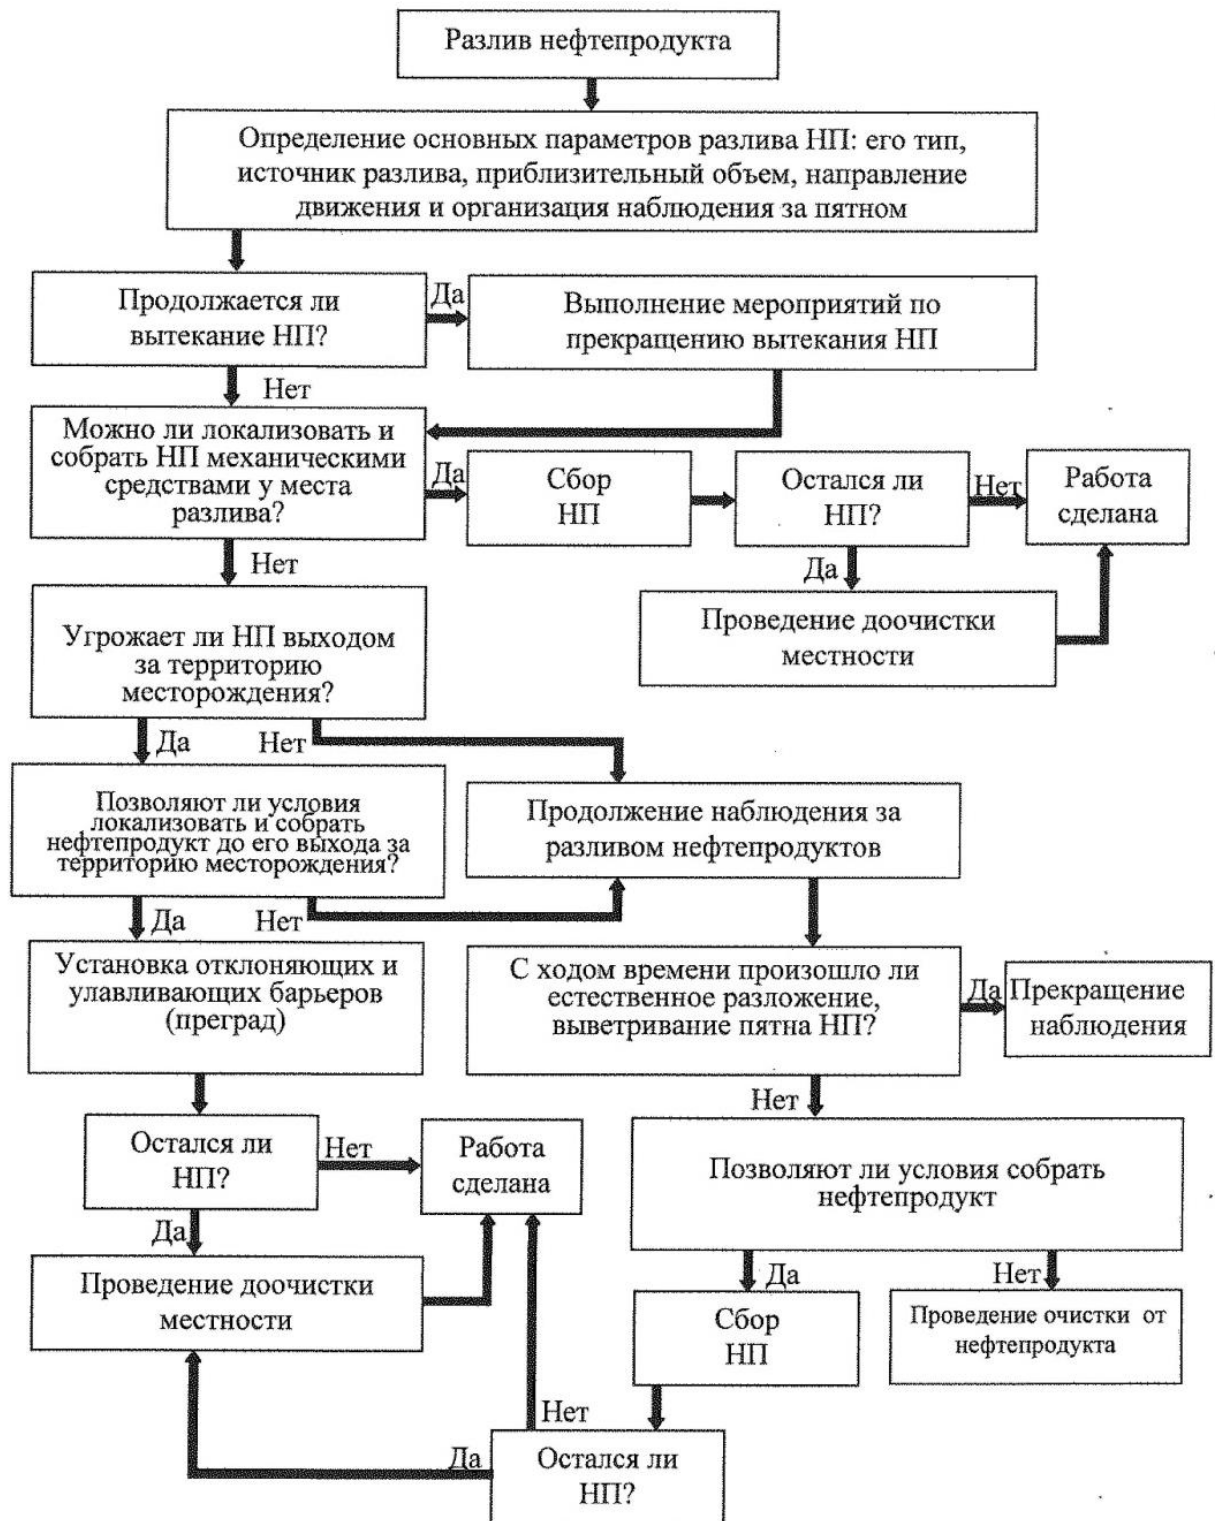 Разлив нефтепродукта
Определение основных параметров разлива НП: его тип,
источник разлива, приблизительный объем, направление
движения и организация наблюдения за пятном
Продолжается ли
вытекание НП?
Да
Выполнение мероприятий по
прекращению вытекания НП
Нет
Можно ли локализовать и
собрать НП механическими
средствами у места
разлива?
Да
Сбор
НП
Остался ли
НП?
Нет
Работа
сделана
Да
Проведение доочистки
местности
Нет
Угрожает ли НП выходом
за территорию
месторождения?
Да
Нет
Позволяют ли условия
локализовать и собрать
нефтепродукт до его выхода за
территорию месторождения?
Продолжение наблюдения за
разливом нефтепродуктов
Да
Нет
Установка отклоняющих и
улавливающих барьеров
(преград)
С ходом времени произошло ли
естественное разложение,
выветривание пятна НП?
Да
Прекращение
наблюдения
Нет
Остался ли
НП?
Нет
Работа
сделана
Позволяют ли условия собрать
нефтепродукт
Да
Проведение доочистки
местности
Да
Нет
Сбор
НП
Проведение очистки от
нефтепродукта
Нет
Да
Остался ли
НП?